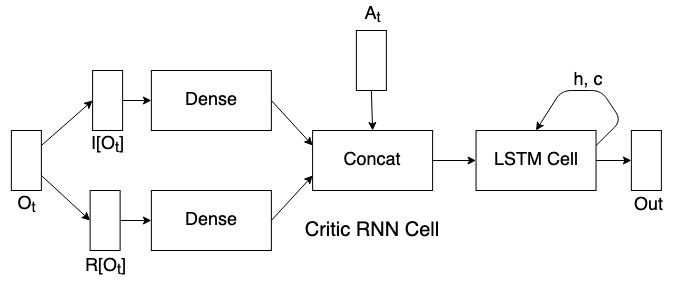 A_t
h, c
Dense
I[O_t]
Concat
LSTM Cell
O_t
Out
Dense
Critic RNN Cell
R[O_t]